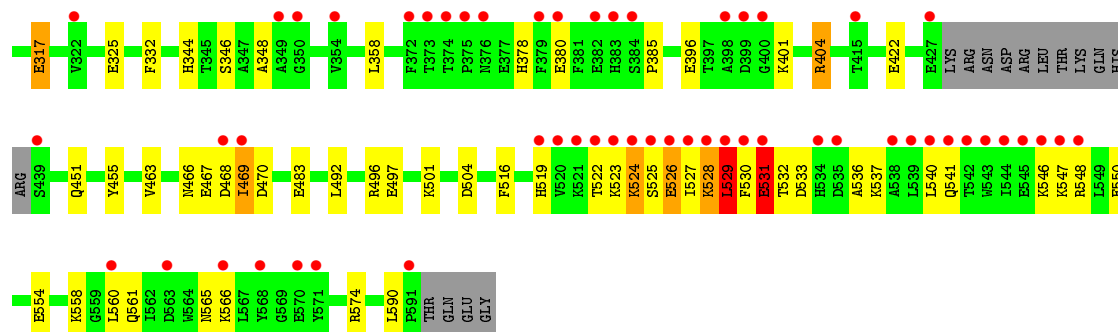 E317 V322 E325 F332 H344 T345 S346 A347 A348 A349 G350 V354 L358 F372 T373 T374 P375 N376 E377 H378 F379 E380 F381 E382 H383 S384 P385 E396 T397 A398 D399 G400 K401 R404 T415 E422 E427 LYS ARG ASN ASP ARG LEU THR LYS GLN HIS
ARG S439 Q451 Y455 V463 N466 E467 D468 I469 D470 E483 L492 R496 E497 K501 D504 F516 H519 V520 K521 T522 K523 K524 S525 E526 I527 K528 L529 F530 E531 T532 D533 H534 D535 A536 K537 A538 L539 L540 Q541 T542 W543 I544 E545 K546 K547 R548 L549
E554 K558 G559 L560 Q561 I562 D563 W564 N565 K566 L567 Y568 G569 E570 Y571 R574 L590 P591 THR GLN GLU GLY